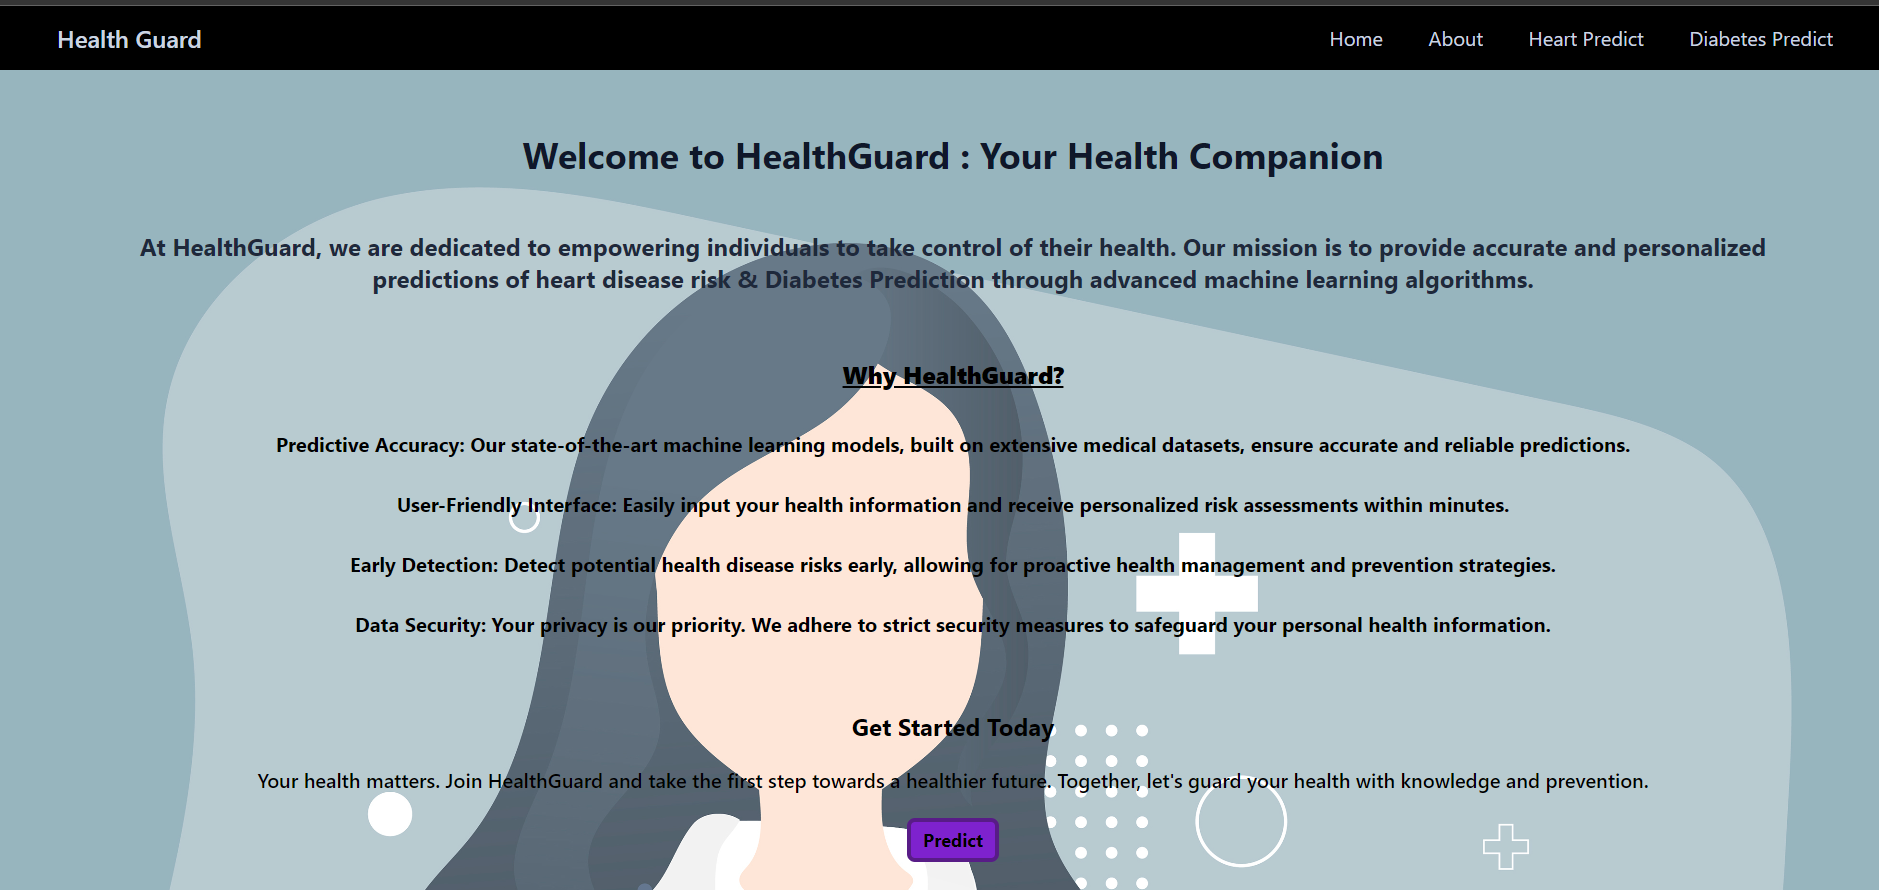 Health Guard
Home
About
Heart Predict
Diabetes Predict
Welcome to HealthGuard : Your Health Companion
At HealthGuard, we are dedicated to empowering individuals to take control of their health. Our mission is to provide accurate and personalized
predictions of heart disease risk & Diabetes Prediction through advanced machine learning algorithms.
Why HealthGuard?
Predictive Accuracy: Our state-of-the-art machine learning models, built on extensive medical datasets, ensure accurate and reliable predictions.
User-Friendly Interface: Easily input your health information and receive personalized risk assessments within minutes.
Early Detection: Detect potential health disease risks early, allowing for proactive health management and prevention strategies.
Data Security: Your privacy is our priority. We adhere to strict security measures to safeguard your personal health information.
Get Started Today
Your health matters. Join HealthGuard and take the first step towards a healthier future. Together, let's guard your health with knowledge and prevention.
Predict